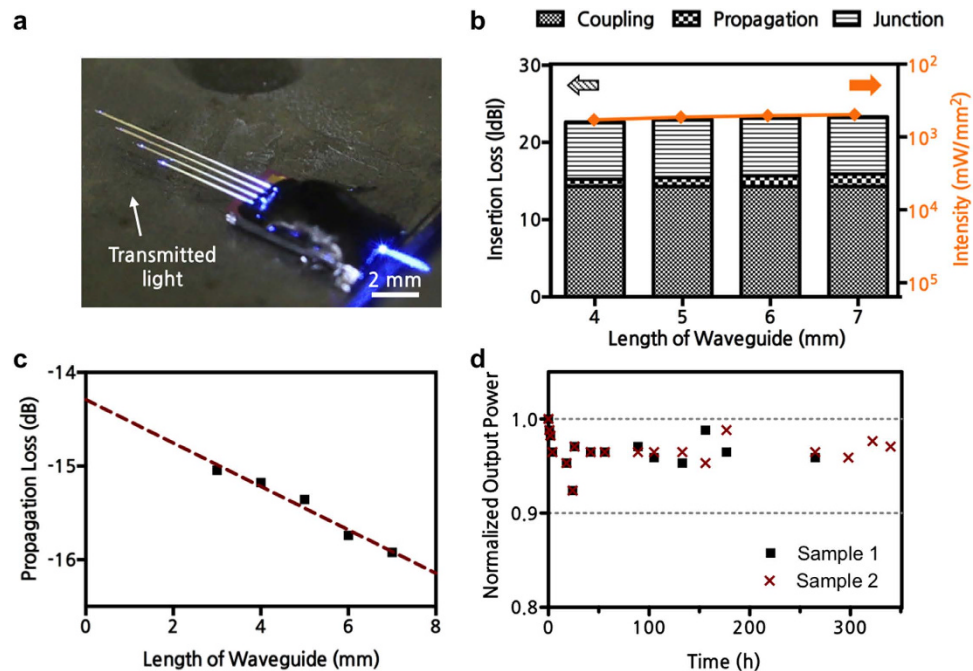 a
Transmitted
light
2 mm
b
Coupling Propagation Junction
Insertion Loss (|dB|)
30
20
10
0
10²
10³
10⁴
10⁵
Intensity (mW/mm²)
4 5 6 7
Length of Waveguide (mm)
c
Propagation Loss (dB)
-14
-15
-16
0 2 4 6 8
Length of Waveguide (mm)
d
Normalized Output Power
1.0
0.9
0.8
Sample 1
Sample 2
0 100 200 300
Time (h)